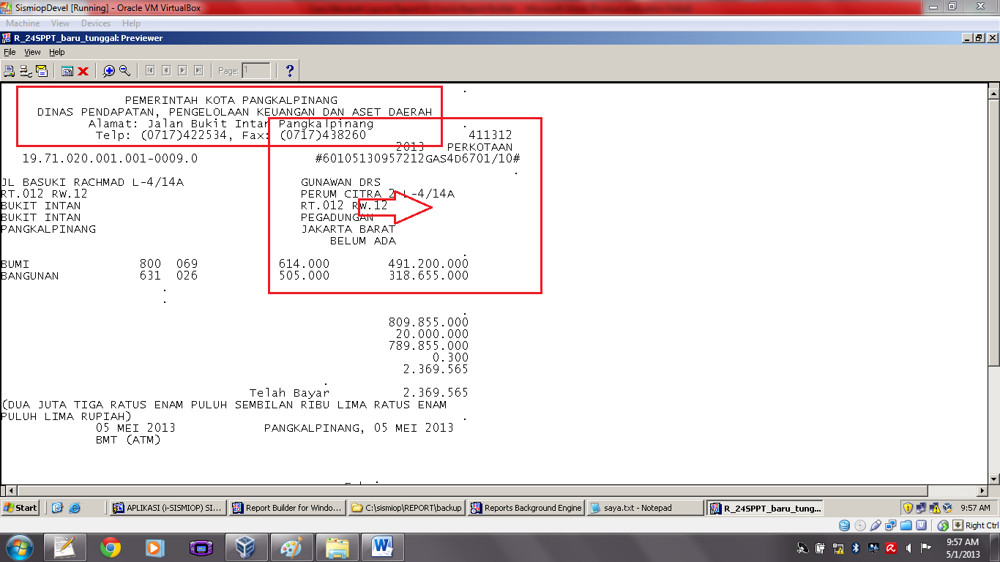 SismiopDevel [Running] - Oracle VM VirtualBox
Machine View Devices Help
R_24SPPT_baru_tunggal: Previewer
File View Help
Page: 1
.
PEMERINTAH KOTA PANGKALPINANG
DINAS PENDAPATAN, PENGELOLAAN KEUANGAN DAN ASET DAERAH
Alamat: Jalan Bukit Intan Pangkalpinang .
Telp: (0717)422534, Fax: (0717)438260 411312
2013 PERKOTAAN
19.71.020.001.001-0009.0 #60105130957212GAS4D6701/10#
.
JL BASUKI RACHMAD L-4/14A GUNAWAN DRS
RT.012 RW.12 PERUM CITRA 2 L-4/14A
BUKIT INTAN RT.012 RW.12
BUKIT INTAN PEGADUNGAN
PANGKALPINANG JAKARTA BARAT
BELUM ADA
.
BUMI 800 069 614.000 491.200.000
BANGUNAN 631 026 505.000 318.655.000
.
.
.
809.855.000
20.000.000
789.855.000
0.300
2.369.565
.
Telah Bayar 2.369.565
(DUA JUTA TIGA RATUS ENAM PULUH SEMBILAN RIBU LIMA RATUS ENAM
PULUH LIMA RUPIAH) .
05 MEI 2013 PANGKALPINANG, 05 MEI 2013
BMT (ATM)
Start APLIKASI (i-SISMIOP) SI... Report Builder for Windo... C:\sismiop\REPORT\backup Reports Background Engine saya.txt - Notepad R_24SPPT_baru_tung... 9:57 AM
Right Ctrl
9:57 AM
5/1/2013